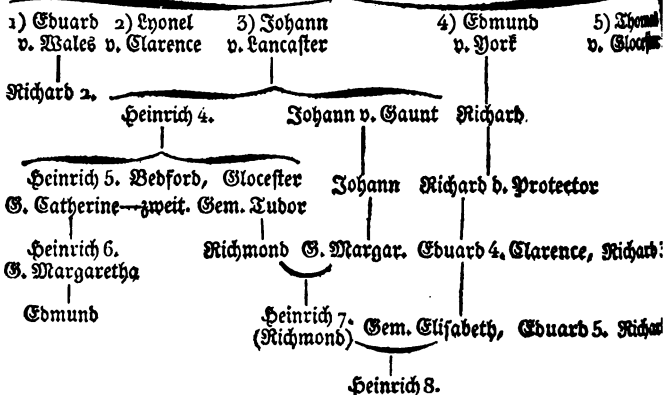 1) Eduard 2) Lyonel 3) Johann 4) Edmund 5)
v. Wales v. Clarence v. Lancaster v. York v.
Richard 2.
Heinrich 4. Johann v. Gaunt Richard.
Heinrich 5. Bedford, Glocester Johann Richard d. Protector
G. Catherine—zweit. Gem. Tudor
Heinrich 6. Richmond G. Margar. Eduard 4. Clarence, Richard
G. Margaretha
Edmund Heinrich 7. Gem. Elisabeth, Eduard 5.
(Richmond)
Heinrich 8.